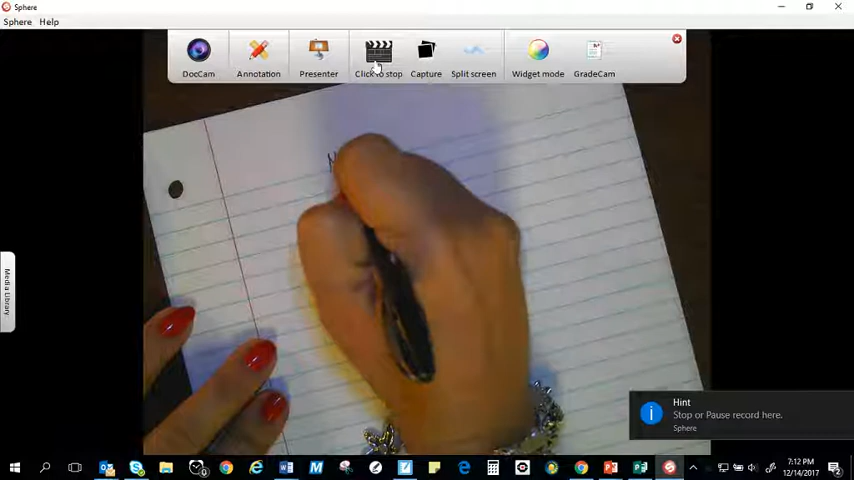 Sphere
Sphere Help
DocCam Annotation Presenter Click to stop Capture Split screen Widget mode GradeCam
Media Library
Hint
Stop or Pause record here.
Sphere
7:12 PM
12/14/2017